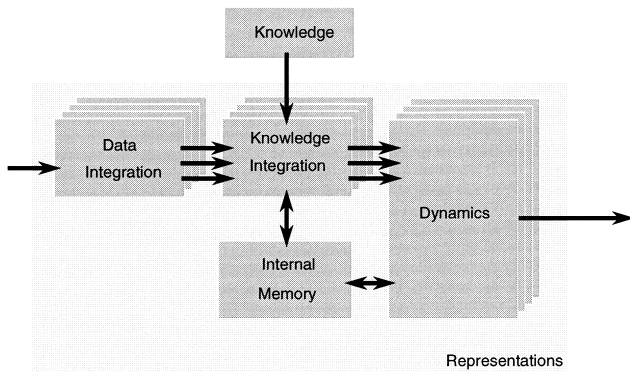 Knowledge
Data
Integration
Knowledge
Integration
Dynamics
Internal
Memory
Representations